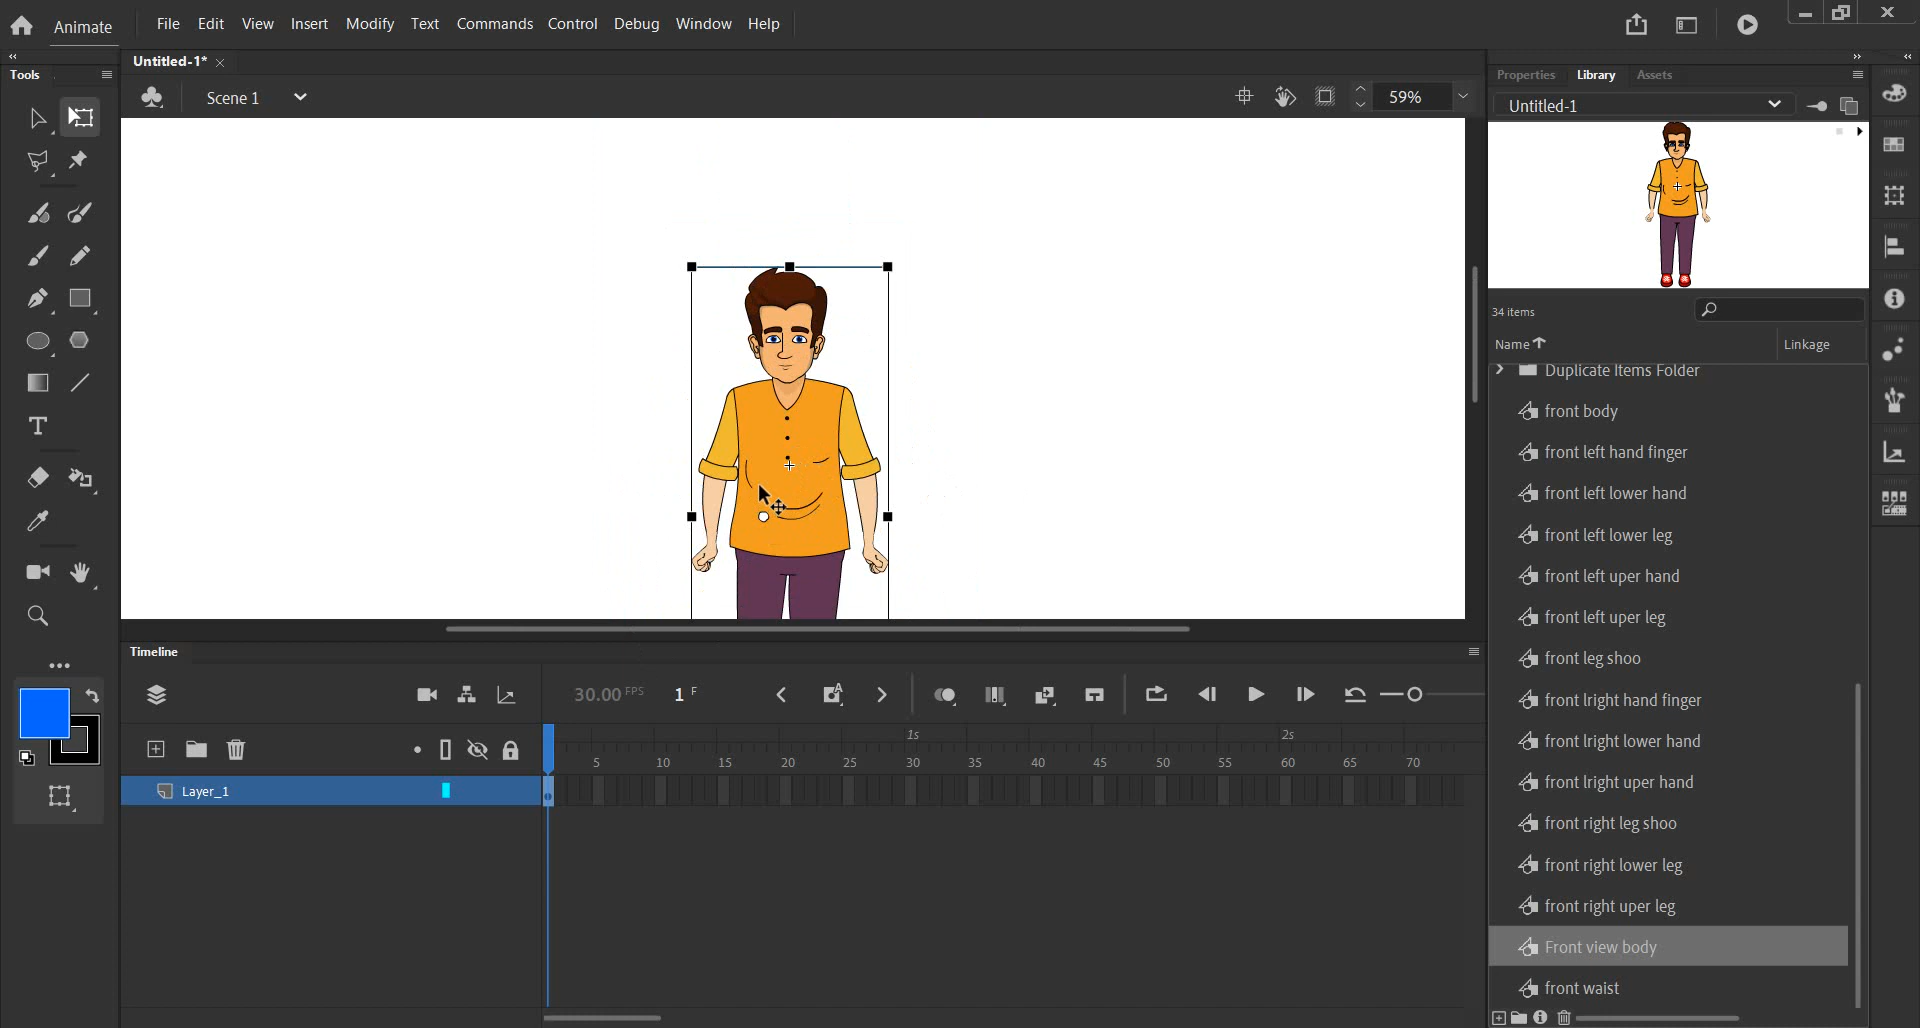 Animate File Edit View Insert Modify Text Commands Control Debug Window Help
Tools
Untitled-1*
Scene 1
59%
Properties Library Assets
Untitled-1
34 items
Name Linkage
Duplicate Items Folder
front body
front left hand finger
front left lower hand
front left lower leg
front left uper hand
front left uper leg
front leg shoo
front lright hand finger
front lright lower hand
front lright uper hand
front right leg shoo
front right lower leg
front right uper leg
Front view body
front waist
T
Timeline
30.00 FPS 1 F
1s 2s
5 10 15 20 25 30 35 40 45 50 55 60 65 70
Layer_1